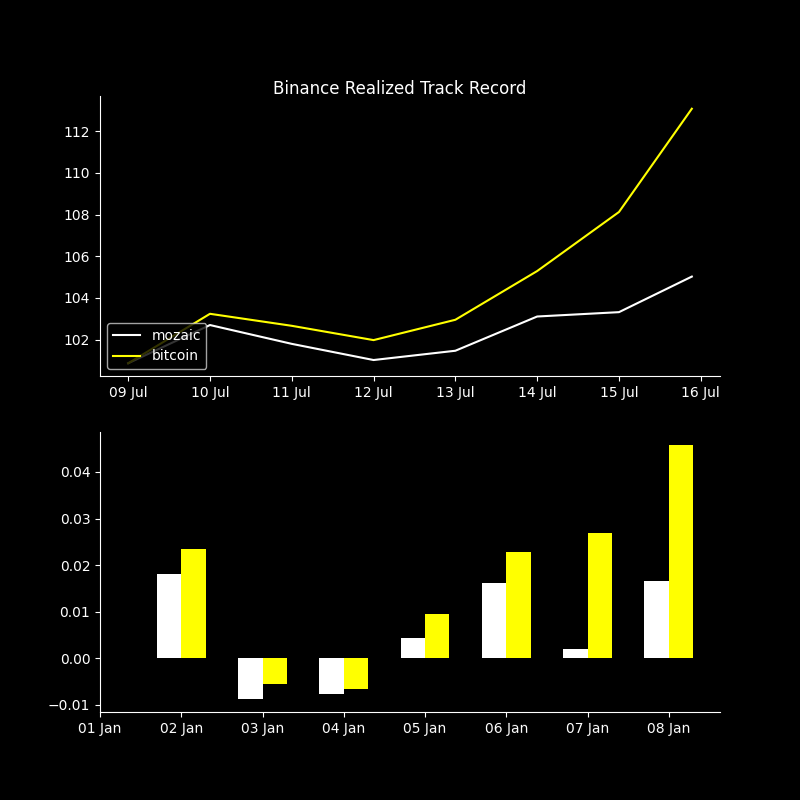 Binance Realized Track Record
112
110
108
106
104
102
mozaic
bitcoin
09 Jul 10 Jul 11 Jul 12 Jul 13 Jul 14 Jul 15 Jul 16 Jul
0.04
0.03
0.02
0.01
0.00
−0.01
01 Jan 02 Jan 03 Jan 04 Jan 05 Jan 06 Jan 07 Jan 08 Jan